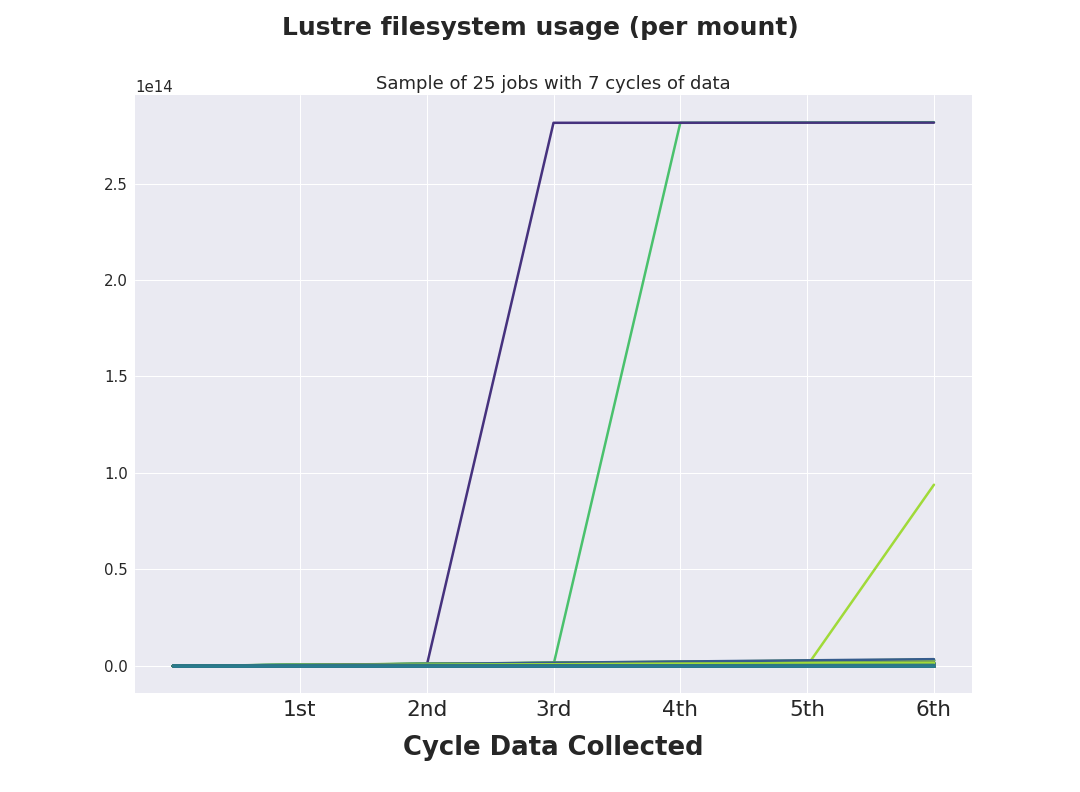 Lustre filesystem usage (per mount)
Sample of 25 jobs with 7 cycles of data
1e14
2.5
2.0
1.5
1.0
0.5
0.0
1st 2nd 3rd 4th 5th 6th
Cycle Data Collected